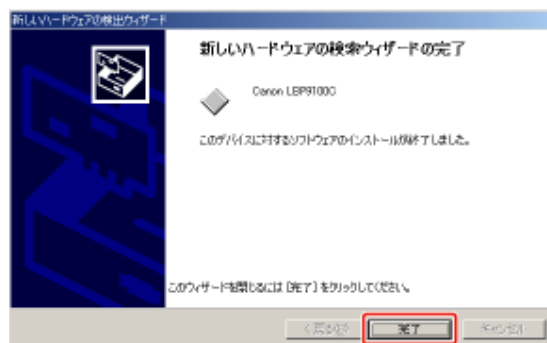 新しいハードウェアの検出ウィザード
新しいハードウェアの検索ウィザードの完了
Canon LBP9100C
このデバイスに対するソフトウェアのインストールが終了しました。
このウィザードを閉じるには [完了] をクリックしてください。
< 戻る(B)
完了
キャンセル